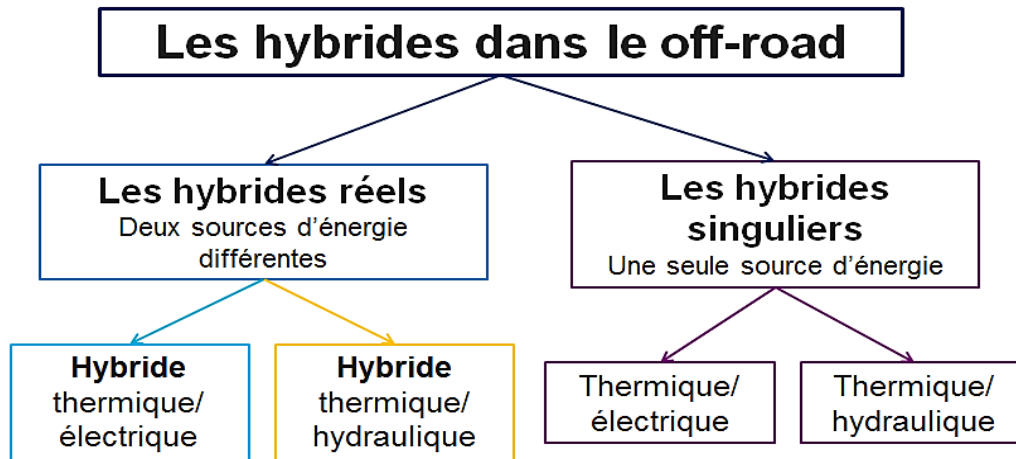 Les hybrides dans le off-road
Les hybrides réels
Deux sources d'énergie
différentes
Les hybrides
singuliers
Une seule source d'énergie
Hybride
thermique/
électrique
Hybride
thermique/
hydraulique
Thermique/
électrique
Thermique/
hydraulique